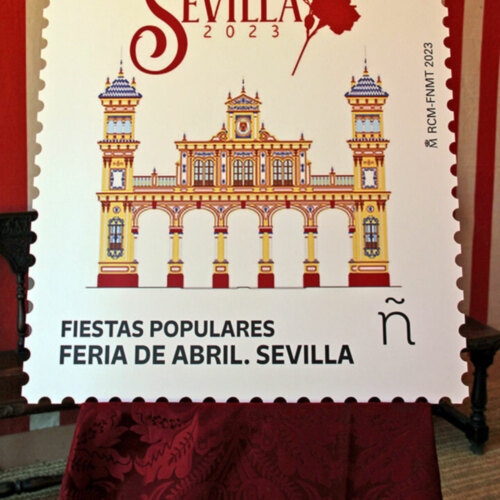 SEVILLA
2023
RCM-FNMT 2023
FIESTAS POPULARES
FERIA DE ABRIL. SEVILLA
ñ